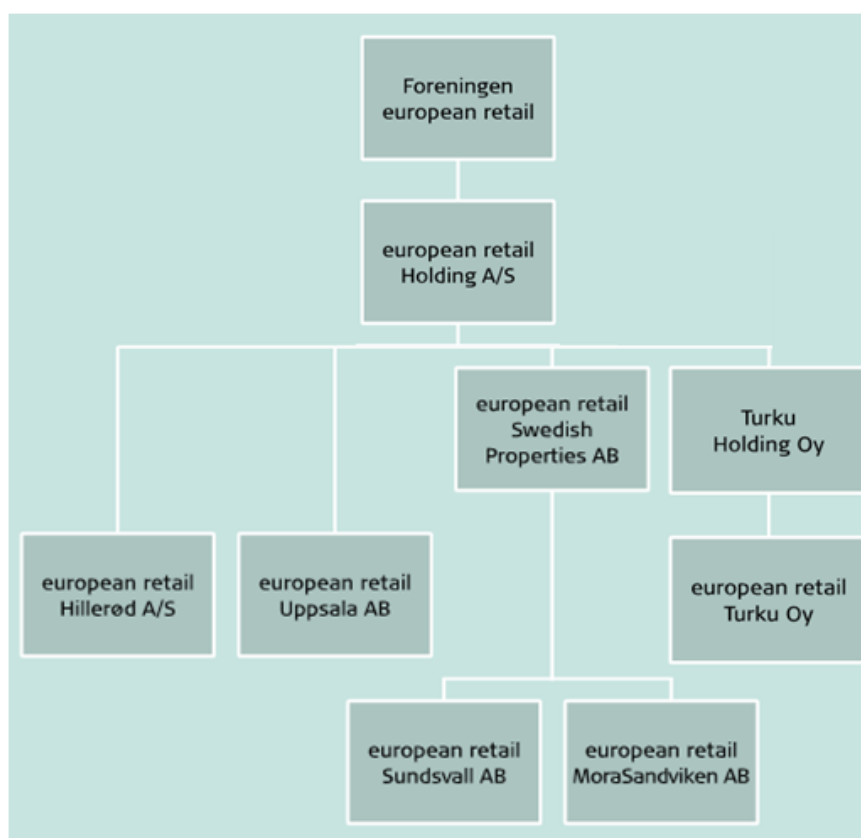 Foreningen
european retail
european retail
Holding A/S
european retail
Swedish
Properties AB
Turku
Holding Oy
european retail
Hillerød A/S
european retail
Uppsala AB
european retail
Turku Oy
european retail
Sundsvall AB
european retail
MoraSandviken AB